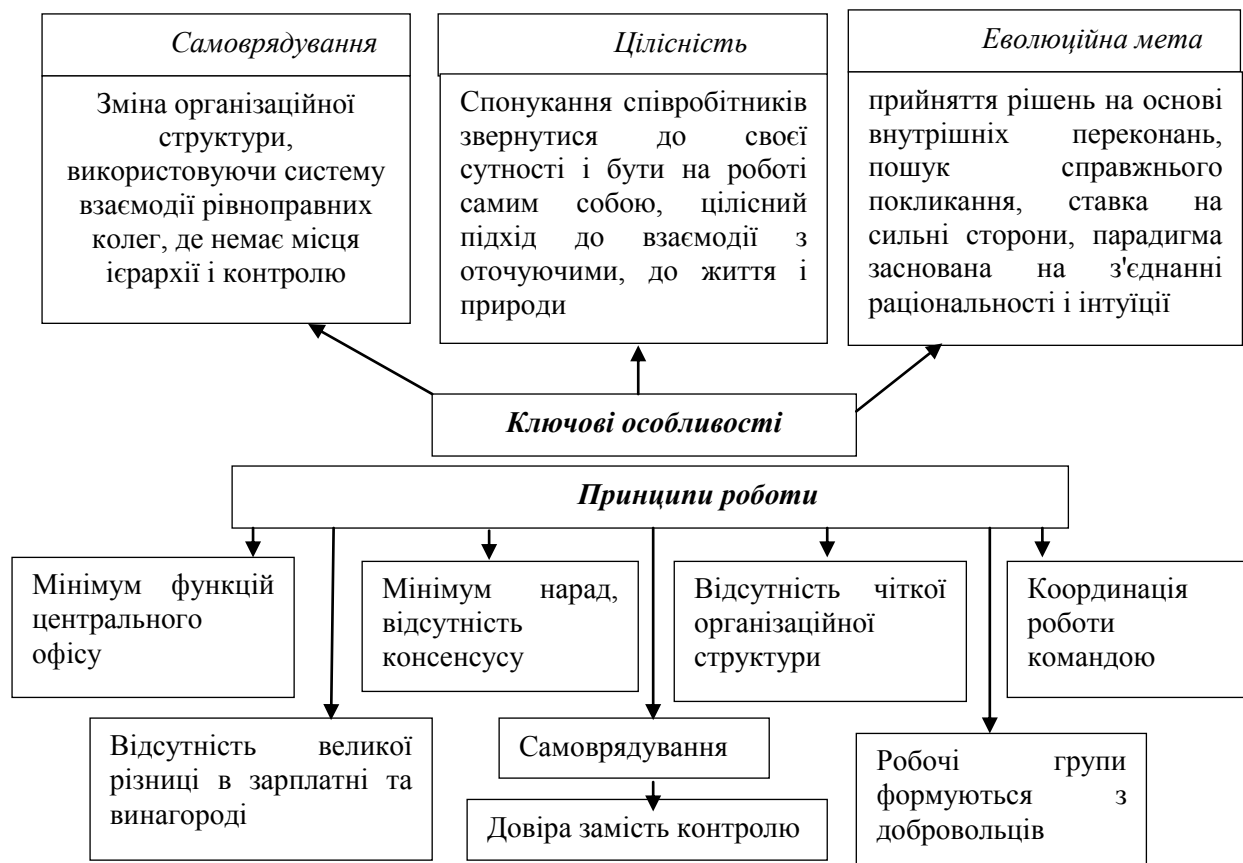 Самоврядування
Зміна організаційної
структури,
використовуючи систему
взаємодії рівноправних
колег, де немає місця
ієрархії і контролю
Цілісність
Спонукання співробітників
звернутися до своєї
сутності і бути на роботі
самим собою, цілісний
підхід до взаємодії з
оточуючими, до життя і
природи
Еволюційна мета
прийняття рішень на основі
внутрішніх переконань,
пошук справжнього
покликання, ставка на
сильні сторони, парадигма
заснована на з'єднанні
раціональності і інтуїції
Ключові особливості
Принципи роботи
Мінімум функцій
центрального
офісу
Мінімум нарад,
відсутність
консенсусу
Відсутність чіткої
організаційної
структури
Координація
роботи
командою
Відсутність великої
різниці в зарплатні та
винагороді
Самоврядування
Довіра замість контролю
Робочі групи
формуються з
добровольців